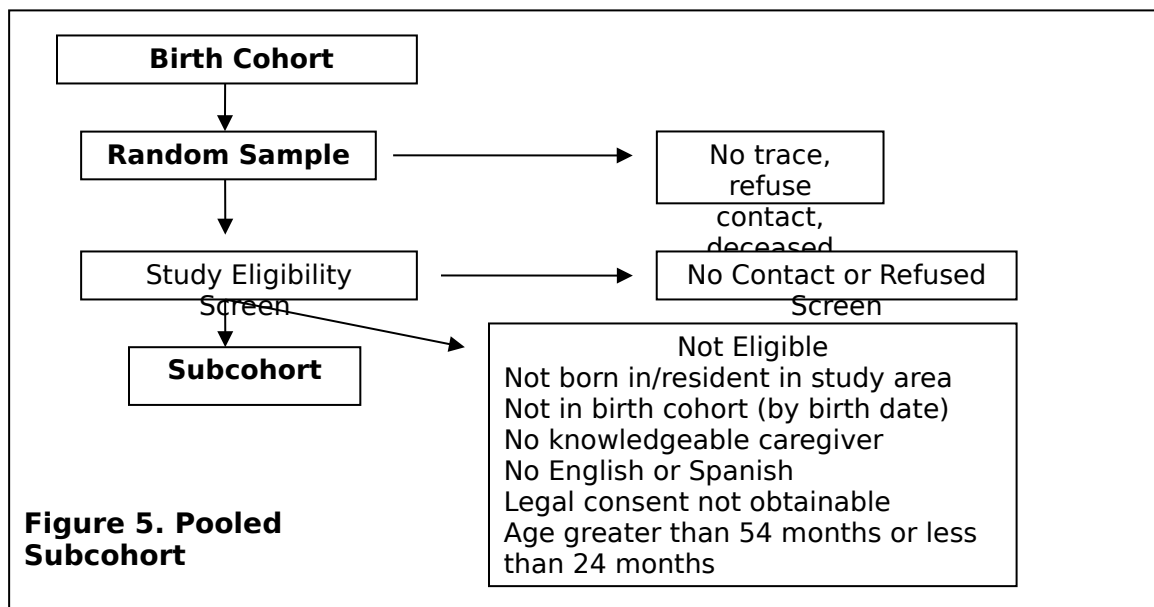 Birth Cohort
Random Sample
No trace,
refuse
contact,
deceased
Study Eligibility
Screen
No Contact or Refused
Screen
Subcohort
Not Eligible
Not born in/resident in study area
Not in birth cohort (by birth date)
No knowledgeable caregiver
No English or Spanish
Legal consent not obtainable
Age greater than 54 months or less
than 24 months
Figure 5. Pooled
Subcohort